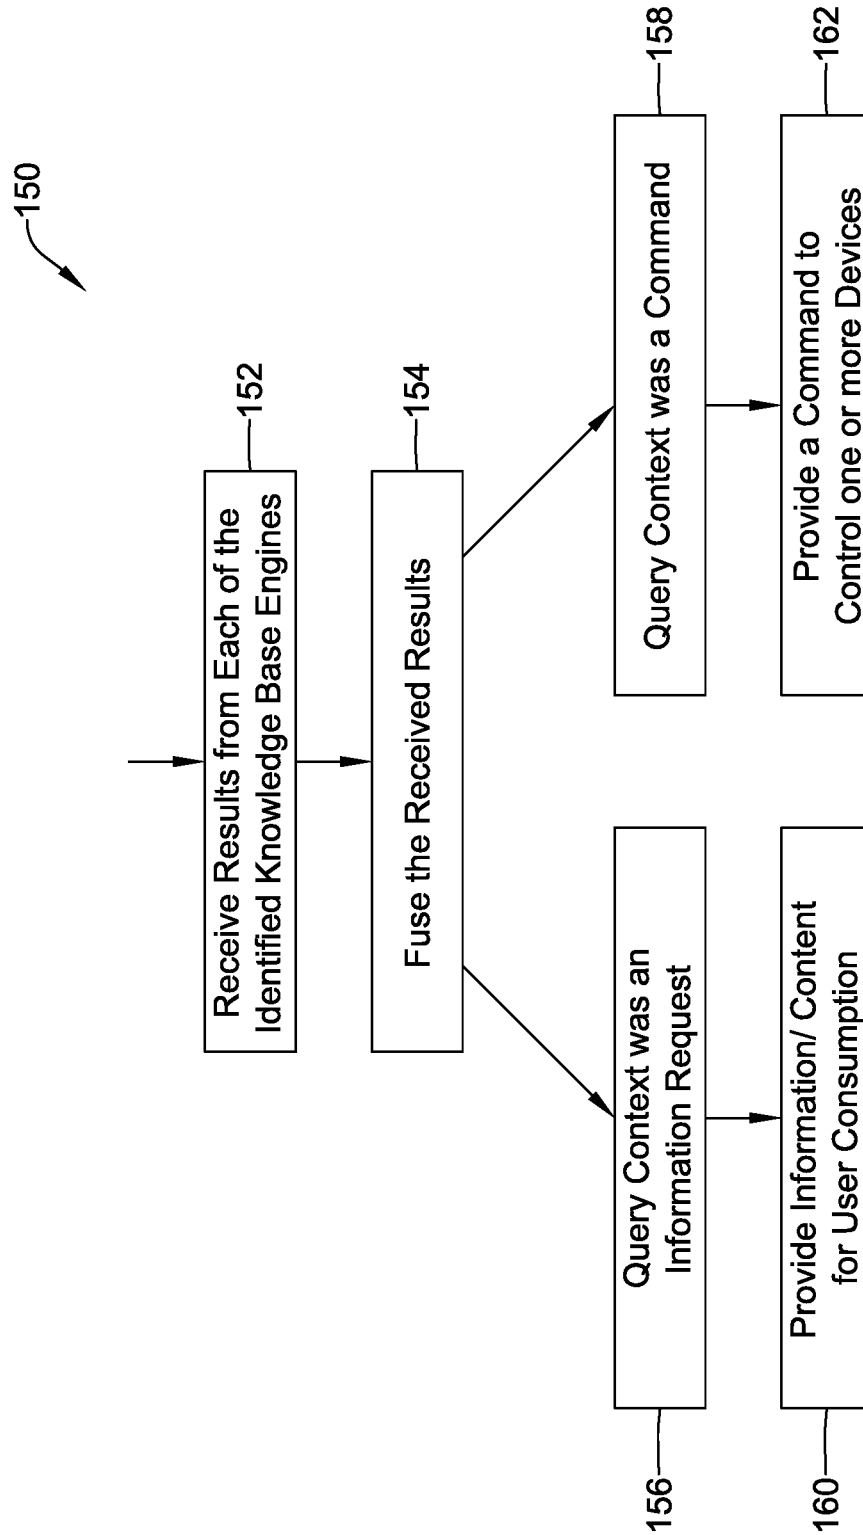 150
Receive Results from Each of the
Identified Knowledge Base Engines
152
Fuse the Received Results
154
Query Context was an
Information Request
156
Query Context was a Command
158
Provide Information/ Content
for User Consumption
160
Provide a Command to
Control one or more Devices
162